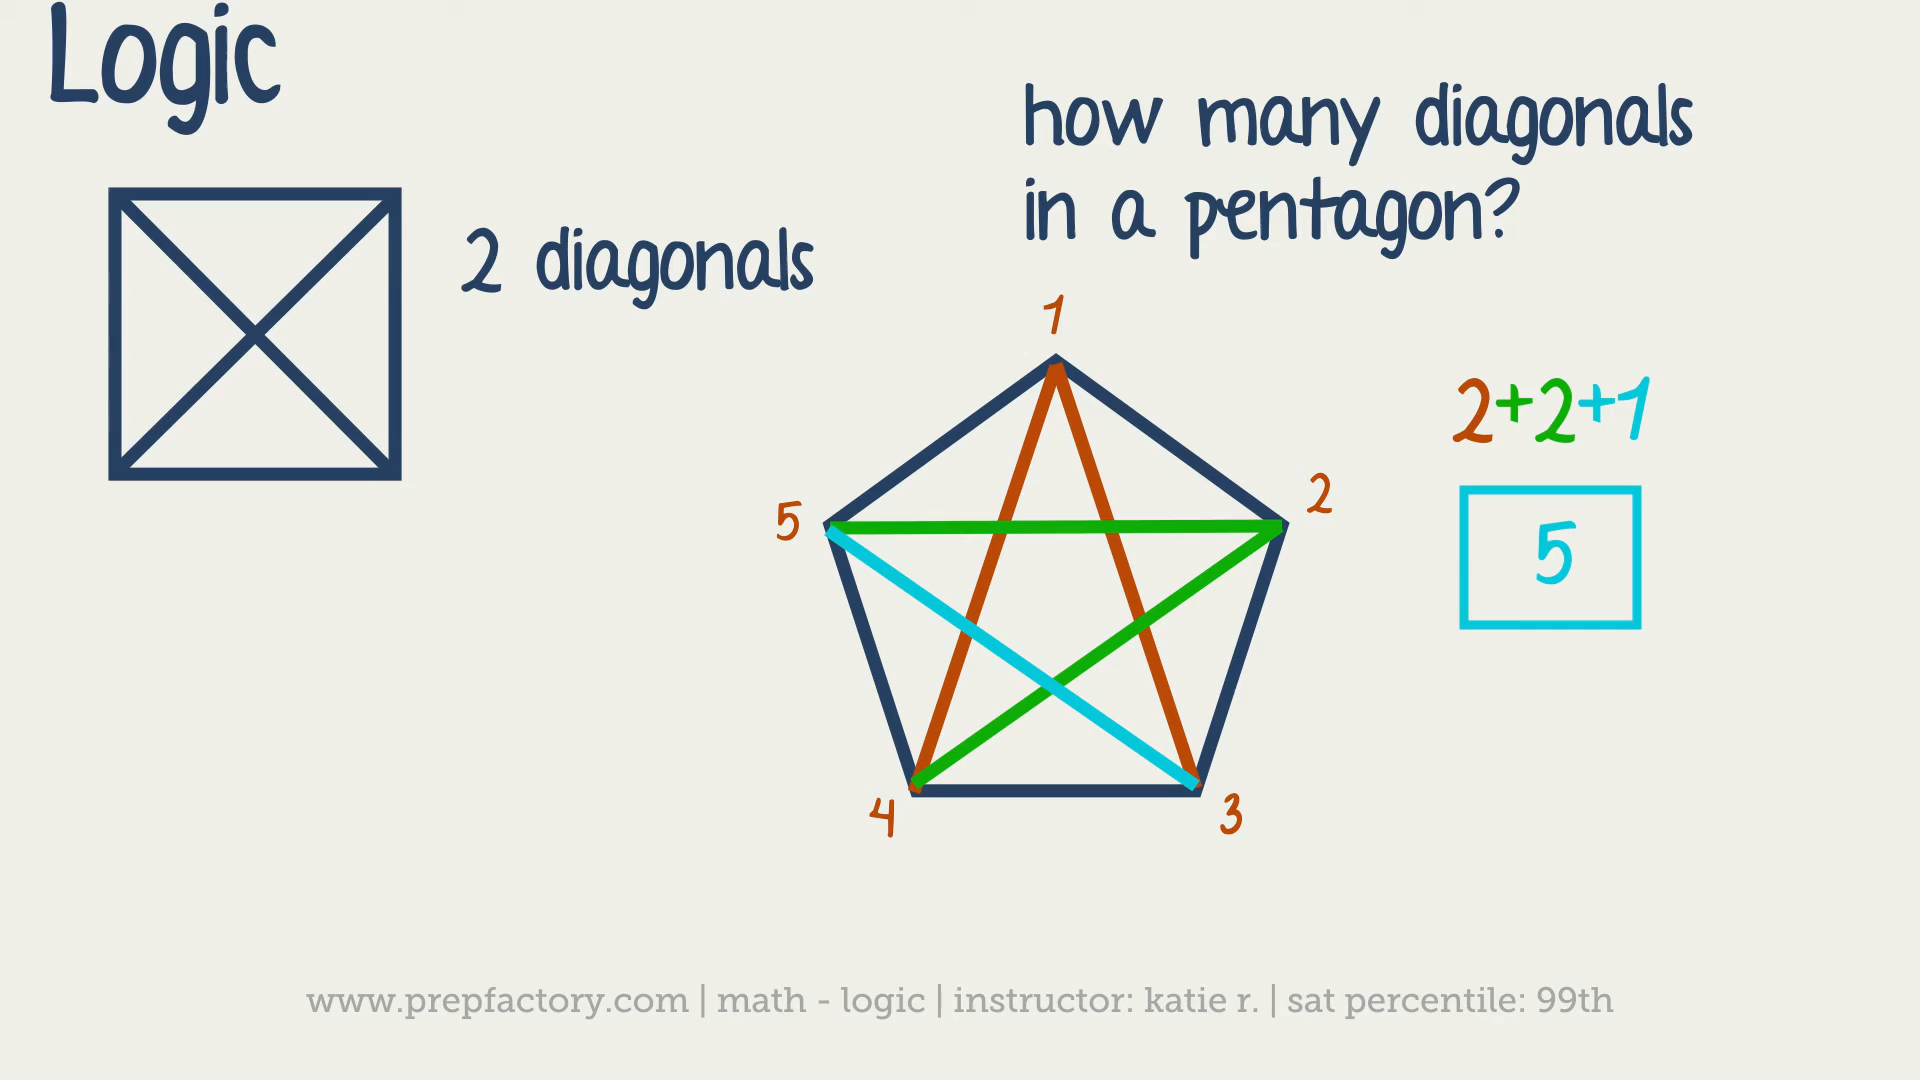 Logic
2 diagonals
how many diagonals
in a pentagon?
1
2
3
4
5
2+2+1
5
www.prepfactory.com | math - logic | instructor: katie r. | sat percentile: 99th